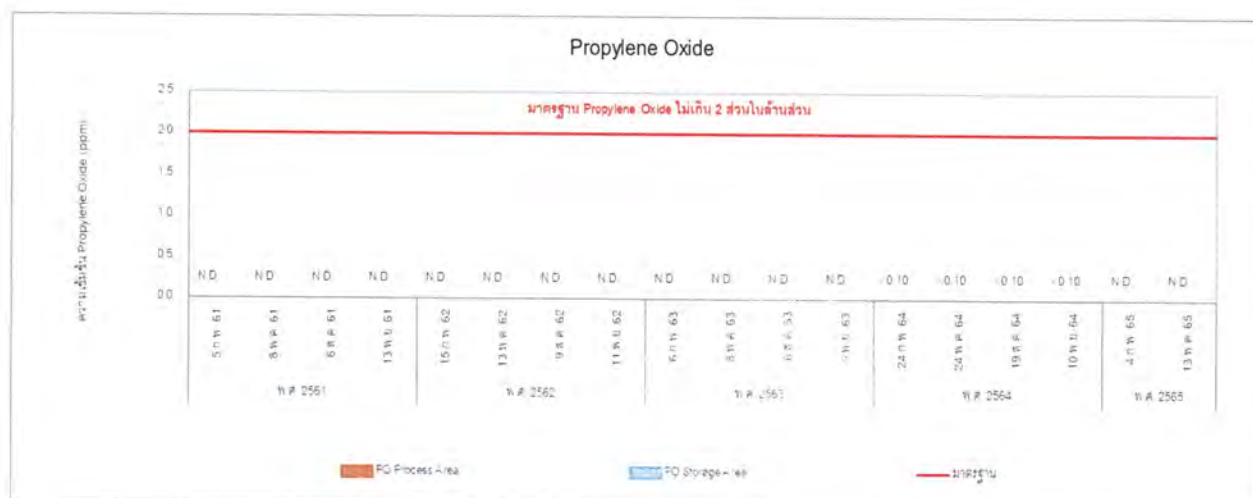 Propylene Oxide
ความเข้มข้น Propylene Oxide (ppm)
2.5
มาตรฐาน Propylene Oxide ไม่เกิน 2 ส่วนในล้านส่วน
2.0
1.5
1.0
0.5
N.D. N.D. N.D. N.D. N.D. N.D. N.D. N.D. N.D. N.D. N.D. N.D. <0.10 <0.10 <0.10 <0.10 N.D. N.D.
0.0
5 ก.พ. 61 8 พ.ค. 61 6 ส.ค. 61 13 พ.ย. 61 15 ก.พ. 62 13 พ.ค. 62 9 ส.ค. 62 11 พ.ย. 62 6 ก.พ. 63 8 พ.ค. 63 6 ส.ค. 63 พ.ย. 63 24 ก.พ. 64 24 พ.ค. 64 19 ส.ค. 64 10 พ.ย. 64 4 ก.พ. 65 13 พ.ค. 65
พ.ศ. 2561 พ.ศ. 2562 พ.ศ. 2563 พ.ศ. 2564 พ.ศ. 2565
PO Process Area PO Storage Area มาตรฐาน